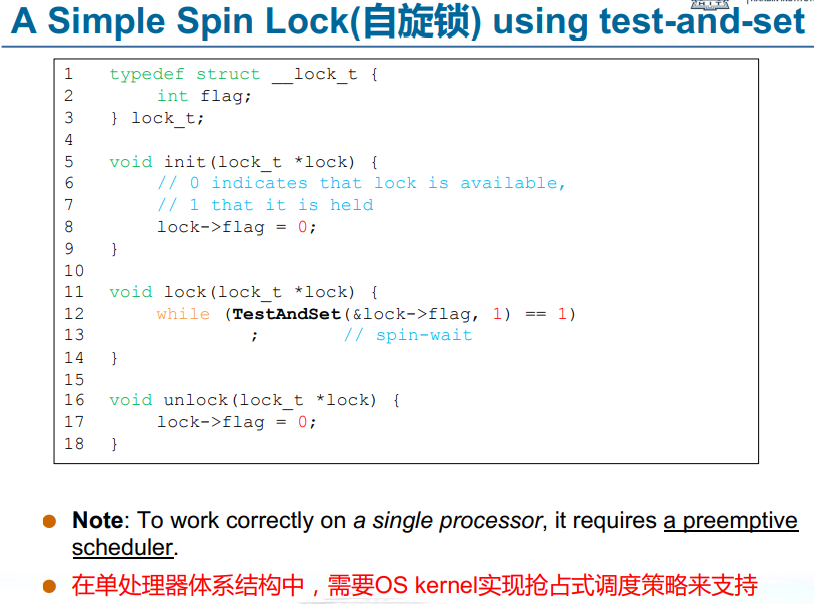 A Simple Spin Lock(自旋锁) using test-and-set
1 typedef struct __lock_t {
2 int flag;
3 } lock_t;
4
5 void init(lock_t *lock) {
6 // 0 indicates that lock is available,
7 // 1 that it is held
8 lock->flag = 0;
9 }
10
11 void lock(lock_t *lock) {
12 while (TestAndSet(&lock->flag, 1) == 1)
13 ; // spin-wait
14 }
15
16 void unlock(lock_t *lock) {
17 lock->flag = 0;
18 }
Note: To work correctly on a single processor, it requires a preemptive
scheduler.
在单处理器体系结构中，需要OS kernel实现抢占式调度策略来支持